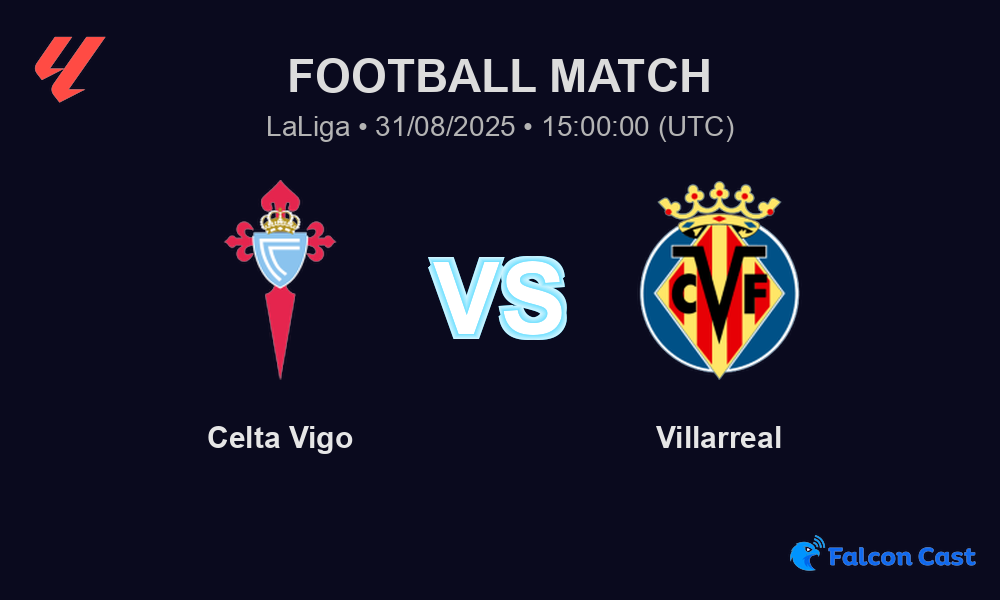 FOOTBALL MATCH
LaLiga • 31/08/2025 • 15:00:00 (UTC)
VS
CVF
Celta Vigo
Villarreal
Falcon Cast